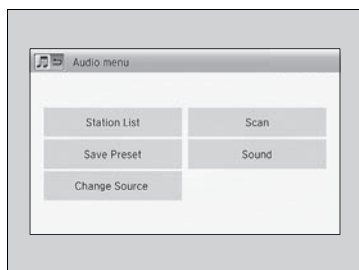 Audio menu
Station List
Scan
Save Preset
Sound
Change Source